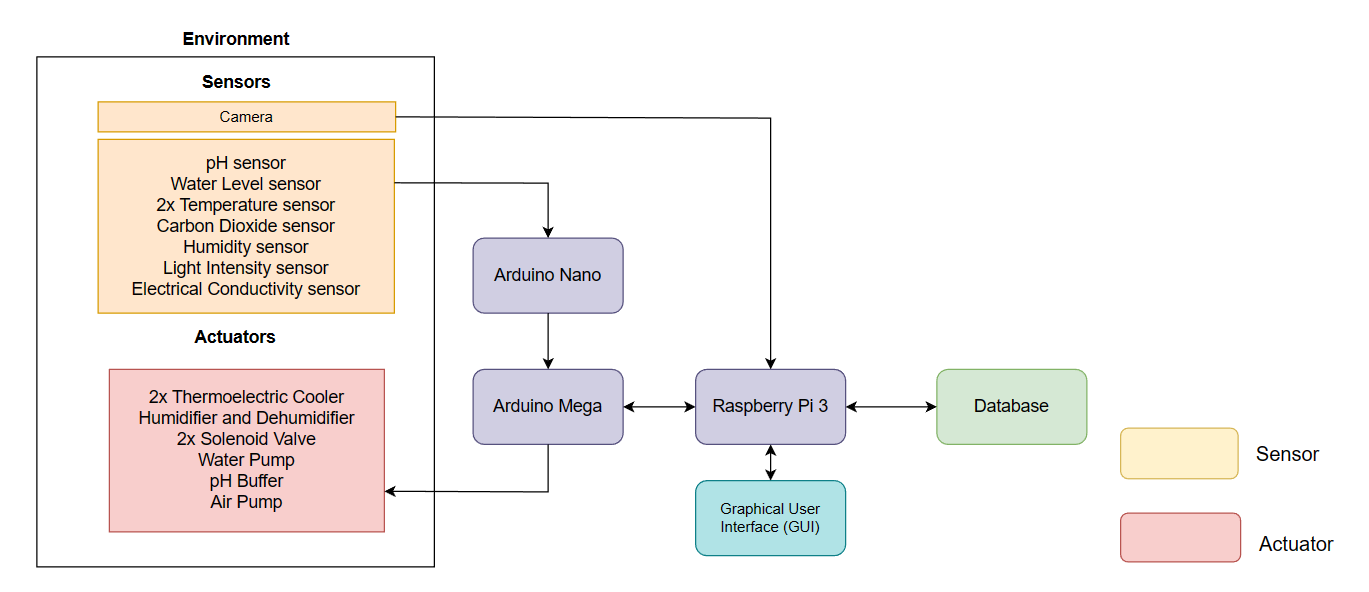 Environment
Sensors
Camera
pH sensor
Water Level sensor
2x Temperature sensor
Carbon Dioxide sensor
Humidity sensor
Light Intensity sensor
Electrical Conductivity sensor
Actuators
2x Thermoelectric Cooler
Humidifier and Dehumidifier
2x Solenoid Valve
Water Pump
pH Buffer
Air Pump
Arduino Nano
Arduino Mega
Raspberry Pi 3
Database
Graphical User
Interface (GUI)
Sensor
Actuator